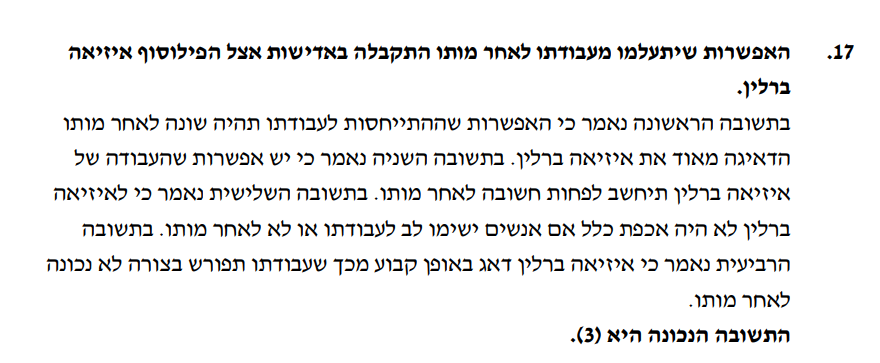 17. האפשרות שיתעלמו מעבודתו לאחר מותו התקבלה באדישות אצל הפילוסוף איזיאה
ברלין.
בתשובה הראשונה נאמר כי האפשרות שההתייחסות לעבודתו תהיה שונה לאחר מותו
הדאיגה מאוד את איזיאה ברלין. בתשובה השניה נאמר כי יש אפשרות שהעבודה של
איזיאה ברלין תיחשב לפחות חשובה לאחר מותו. בתשובה השלישית נאמר כי לאיזיאה
ברלין לא היה אכפת כלל אם אנשים ישימו לב לעבודתו או לא לאחר מותו. בתשובה
הרביעית נאמר כי איזיאה ברלין דאג באופן קבוע מכך שעבודתו תפורש בצורה לא נכונה
לאחר מותו.
התשובה הנכונה היא (3).